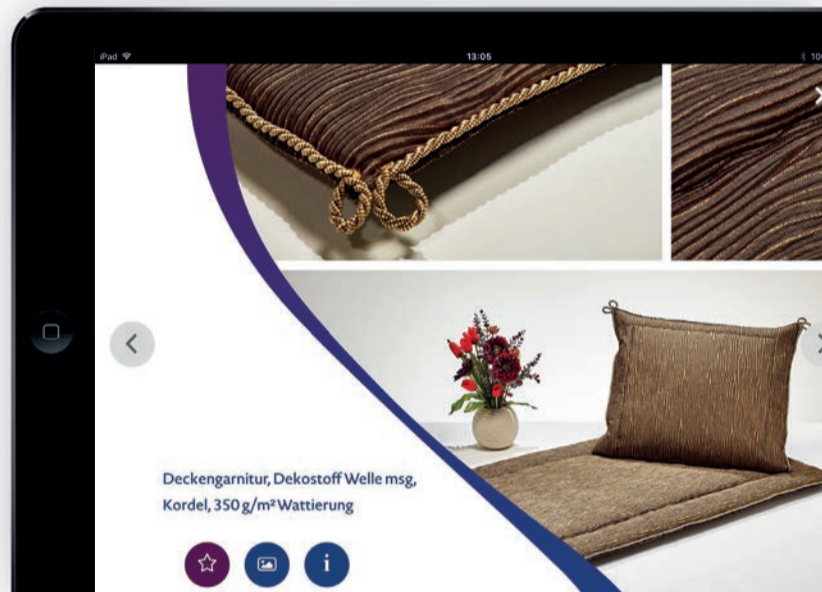 iPad
13:05
Deckengarnitur, Dekostoff Welle msg,
Kordel, 350 g/m² Wattierung
i